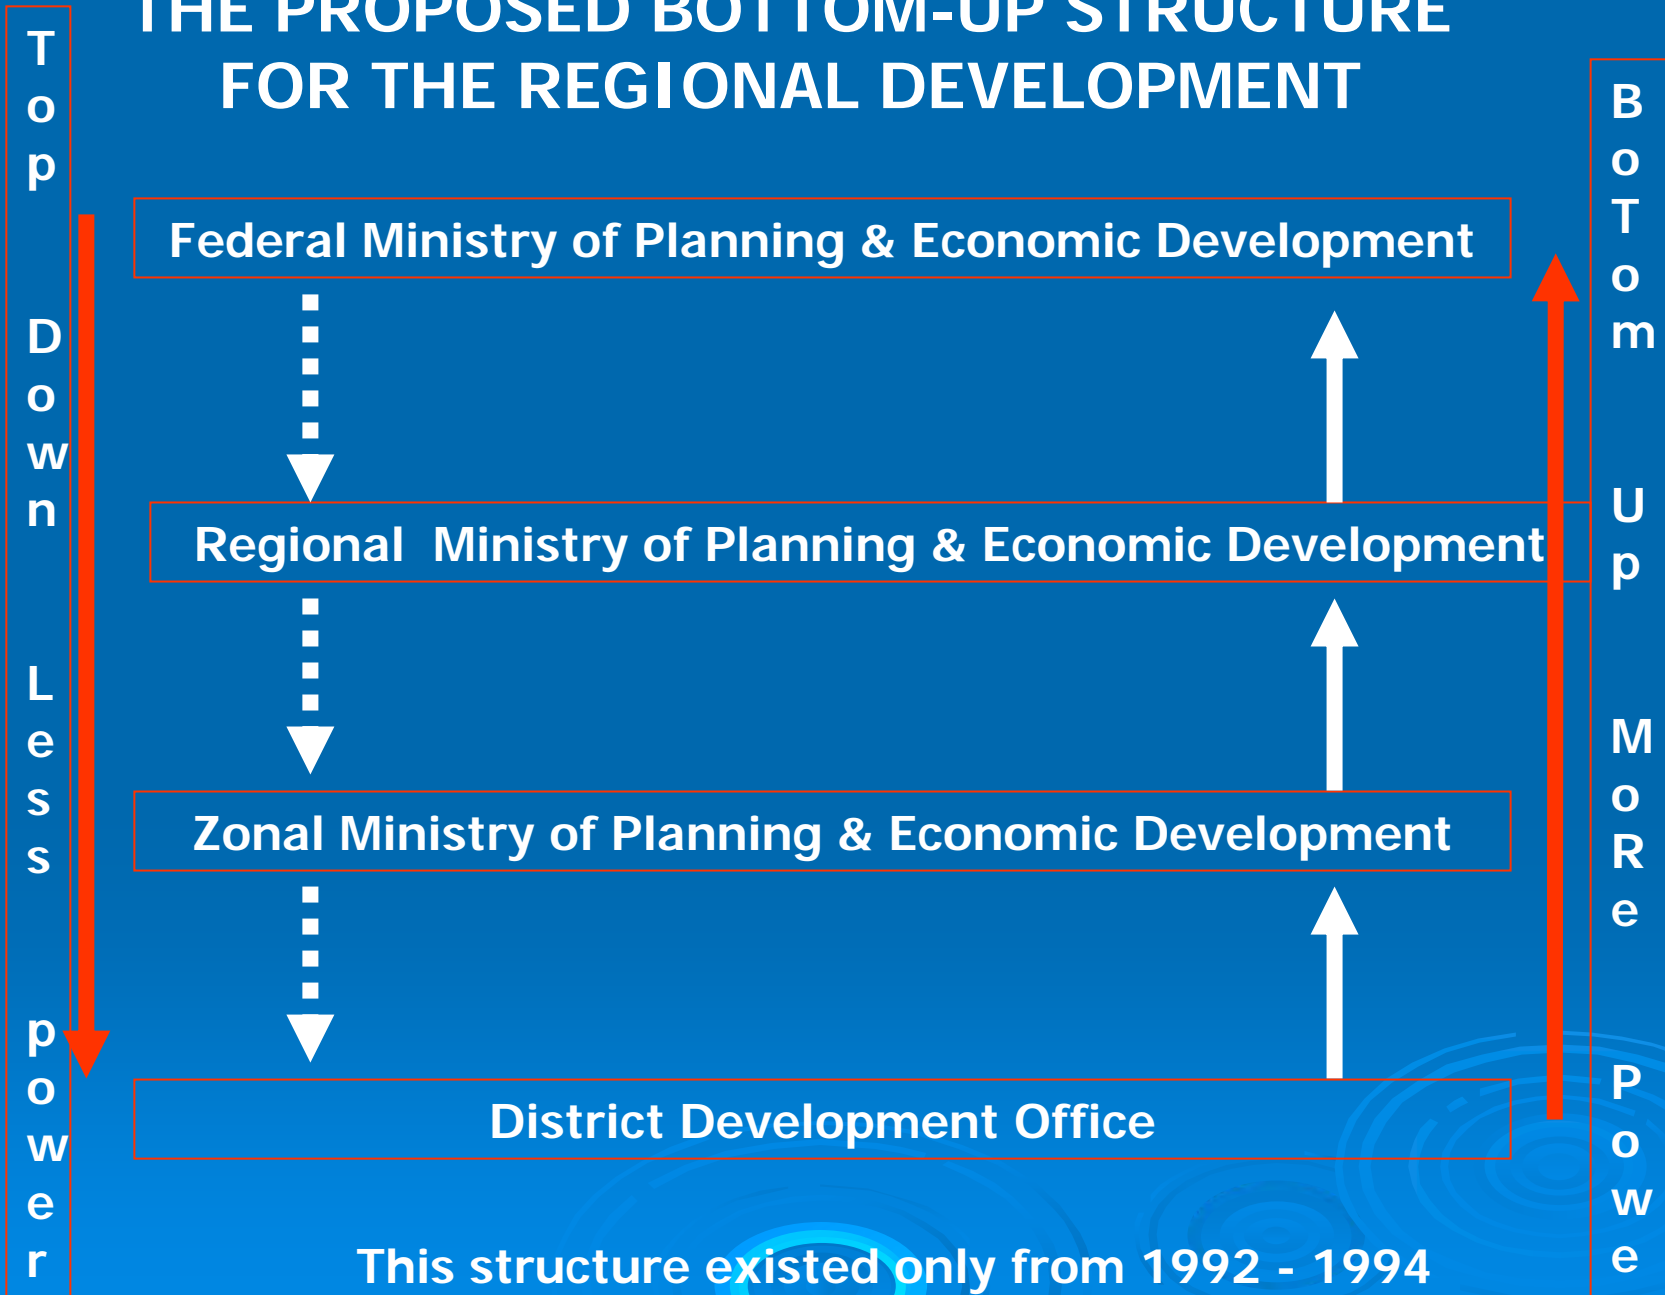 THE PROPOSED BOTTOM-UP STRUCTURE
FOR THE REGIONAL DEVELOPMENT
Top Down Less power
Federal Ministry of Planning & Economic Development
Regional Ministry of Planning & Economic Development
Zonal Ministry of Planning & Economic Development
District Development Office
This structure existed only from 1992 - 1994
BoTom Up MoRe Powe